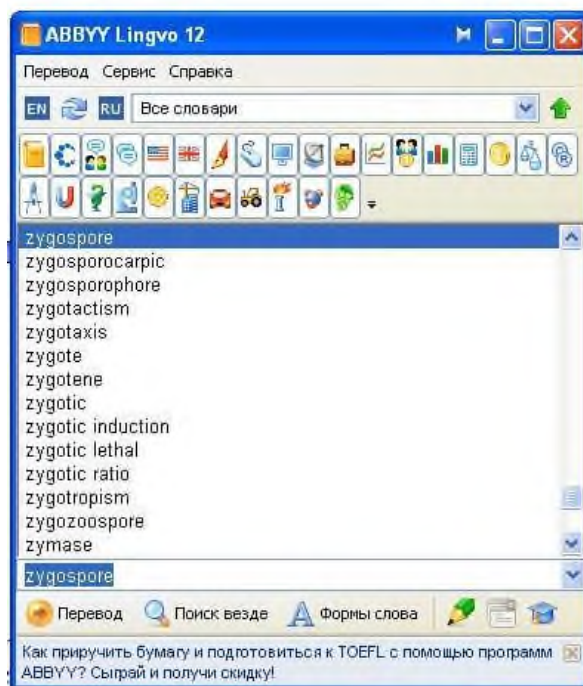 ABBYY Lingvo 12
Перевод Сервис Справка
EN RU Все словари
zygospore
zygosporocarpic
zygosporophore
zygotactism
zygotaxis
zygote
zygotene
zygotic
zygotic induction
zygotic lethal
zygotic ratio
zygotropism
zygozoospore
zymase
zygospore
Перевод Поиск везде Формы слова
Как приручить бумагу и подготовиться к TOEFL с помощью программ
ABBYY? Сыграй и получи скидку!